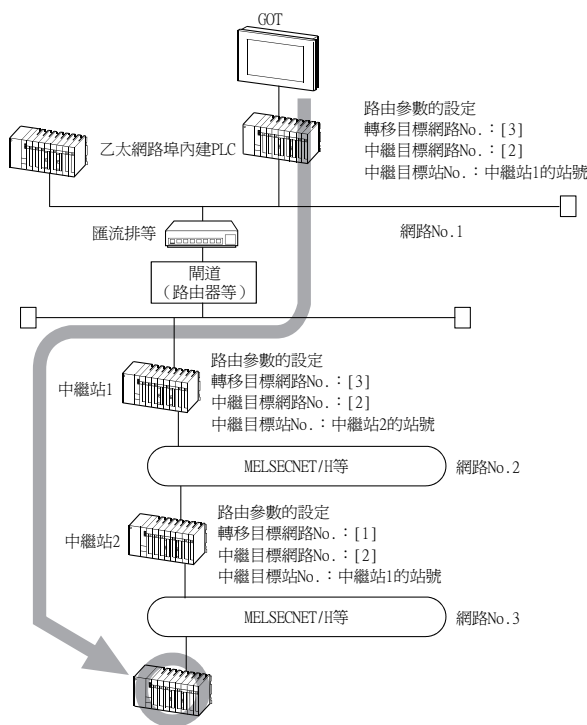 GOT
路由參數的設定
轉移目標網路No.：[3]
中繼目標網路No.：[2]
中繼目標站No.：中繼站1的站號
乙太網路埠內建PLC
匯流排等
網路No.1
閘道
（路由器等）
路由參數的設定
轉移目標網路No.：[3]
中繼目標網路No.：[2]
中繼目標站No.：中繼站2的站號
中繼站1
MELSECNET/H等
網路No.2
路由參數的設定
轉移目標網路No.：[1]
中繼目標網路No.：[2]
中繼目標站No.：中繼站1的站號
中繼站2
MELSECNET/H等
網路No.3